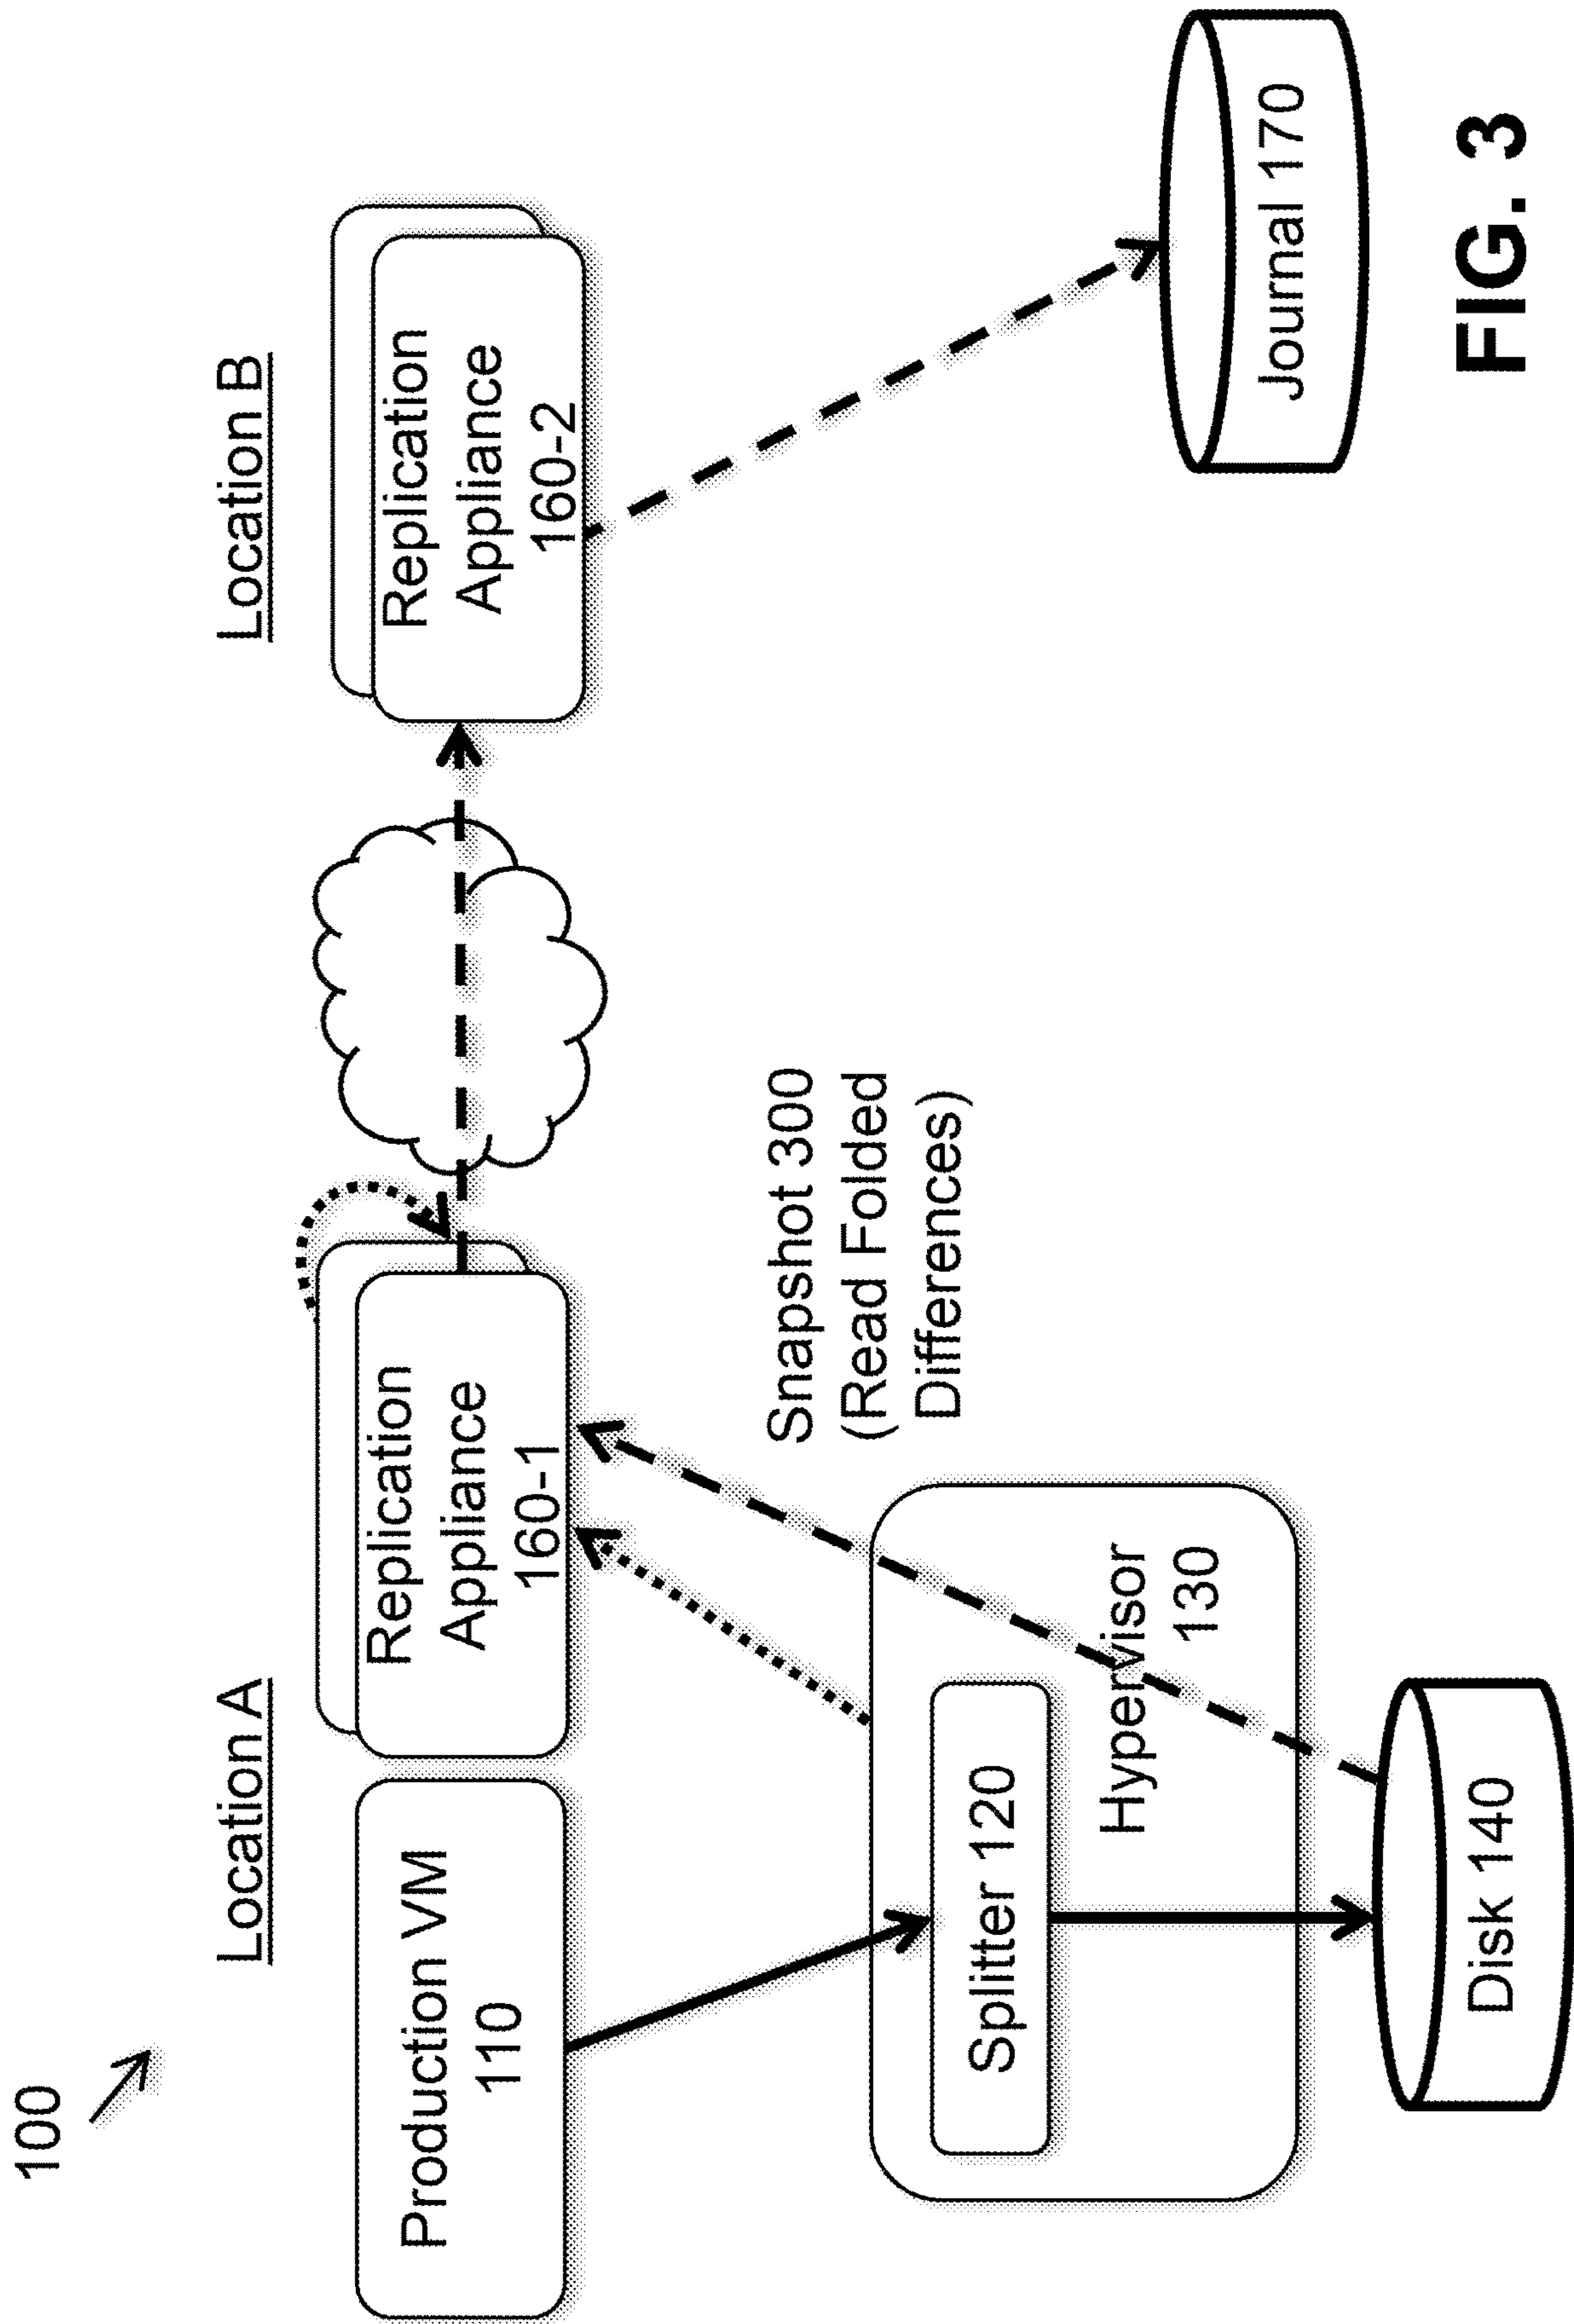 100
Location A
Location B
Production VM
110
Replication
Appliance
160-1
Replication
Appliance
160-2
Snapshot 300
(Read Folded
Differences)
Splitter 120
Hypervisor
130
Disk 140
Journal 170
FIG. 3